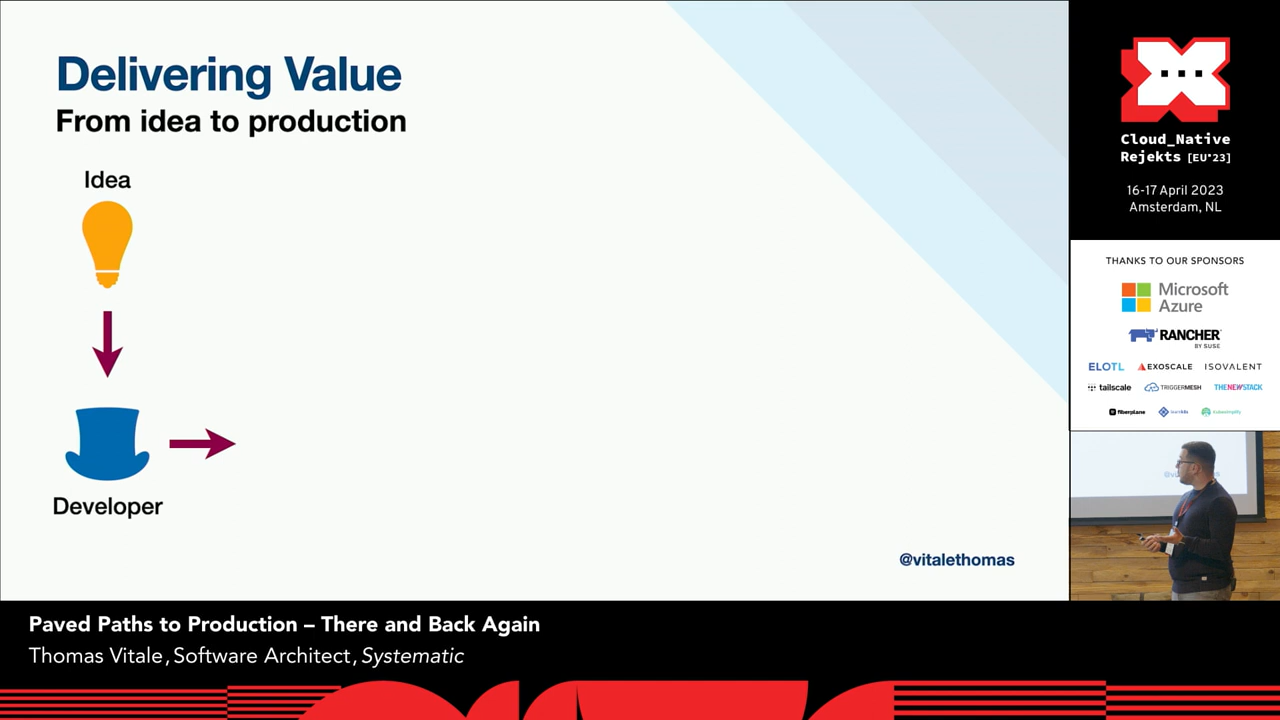 Delivering Value
From idea to production
Idea
Developer
@vitalethomas
Cloud_Native
Rejekts [EU'23]
16-17 April 2023
Amsterdam, NL
THANKS TO OUR SPONSORS
Microsoft
Azure
RANCHER
BY SUSE
ELOTL EXOSCALE ISOVALENT
tailscale TRIGGERMESH THENEWSTACK
fiberplane
Paved Paths to Production – There and Back Again
Thomas Vitale, Software Architect, Systematic